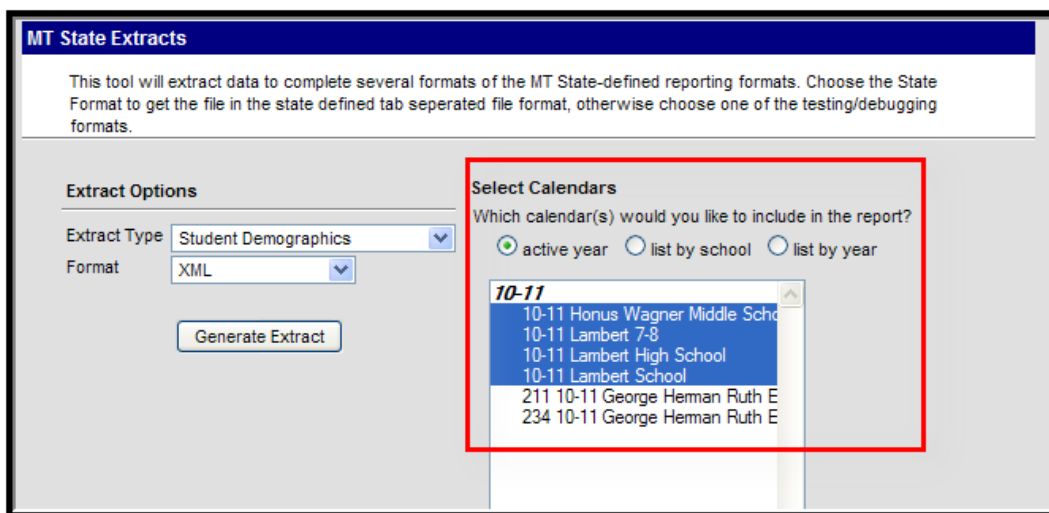 MT State Extracts
This tool will extract data to complete several formats of the MT State-defined reporting formats. Choose the State
Format to get the file in the state defined tab seperated file format, otherwise choose one of the testing/debugging
formats.
Extract Options
Extract Type Student Demographics
Format XML
Generate Extract
Select Calendars
Which calendar(s) would you like to include in the report?
active year list by school list by year
10-11
10-11 Honus Wagner Middle Scho
10-11 Lambert 7-8
10-11 Lambert High School
10-11 Lambert School
211 10-11 George Herman Ruth E
234 10-11 George Herman Ruth E